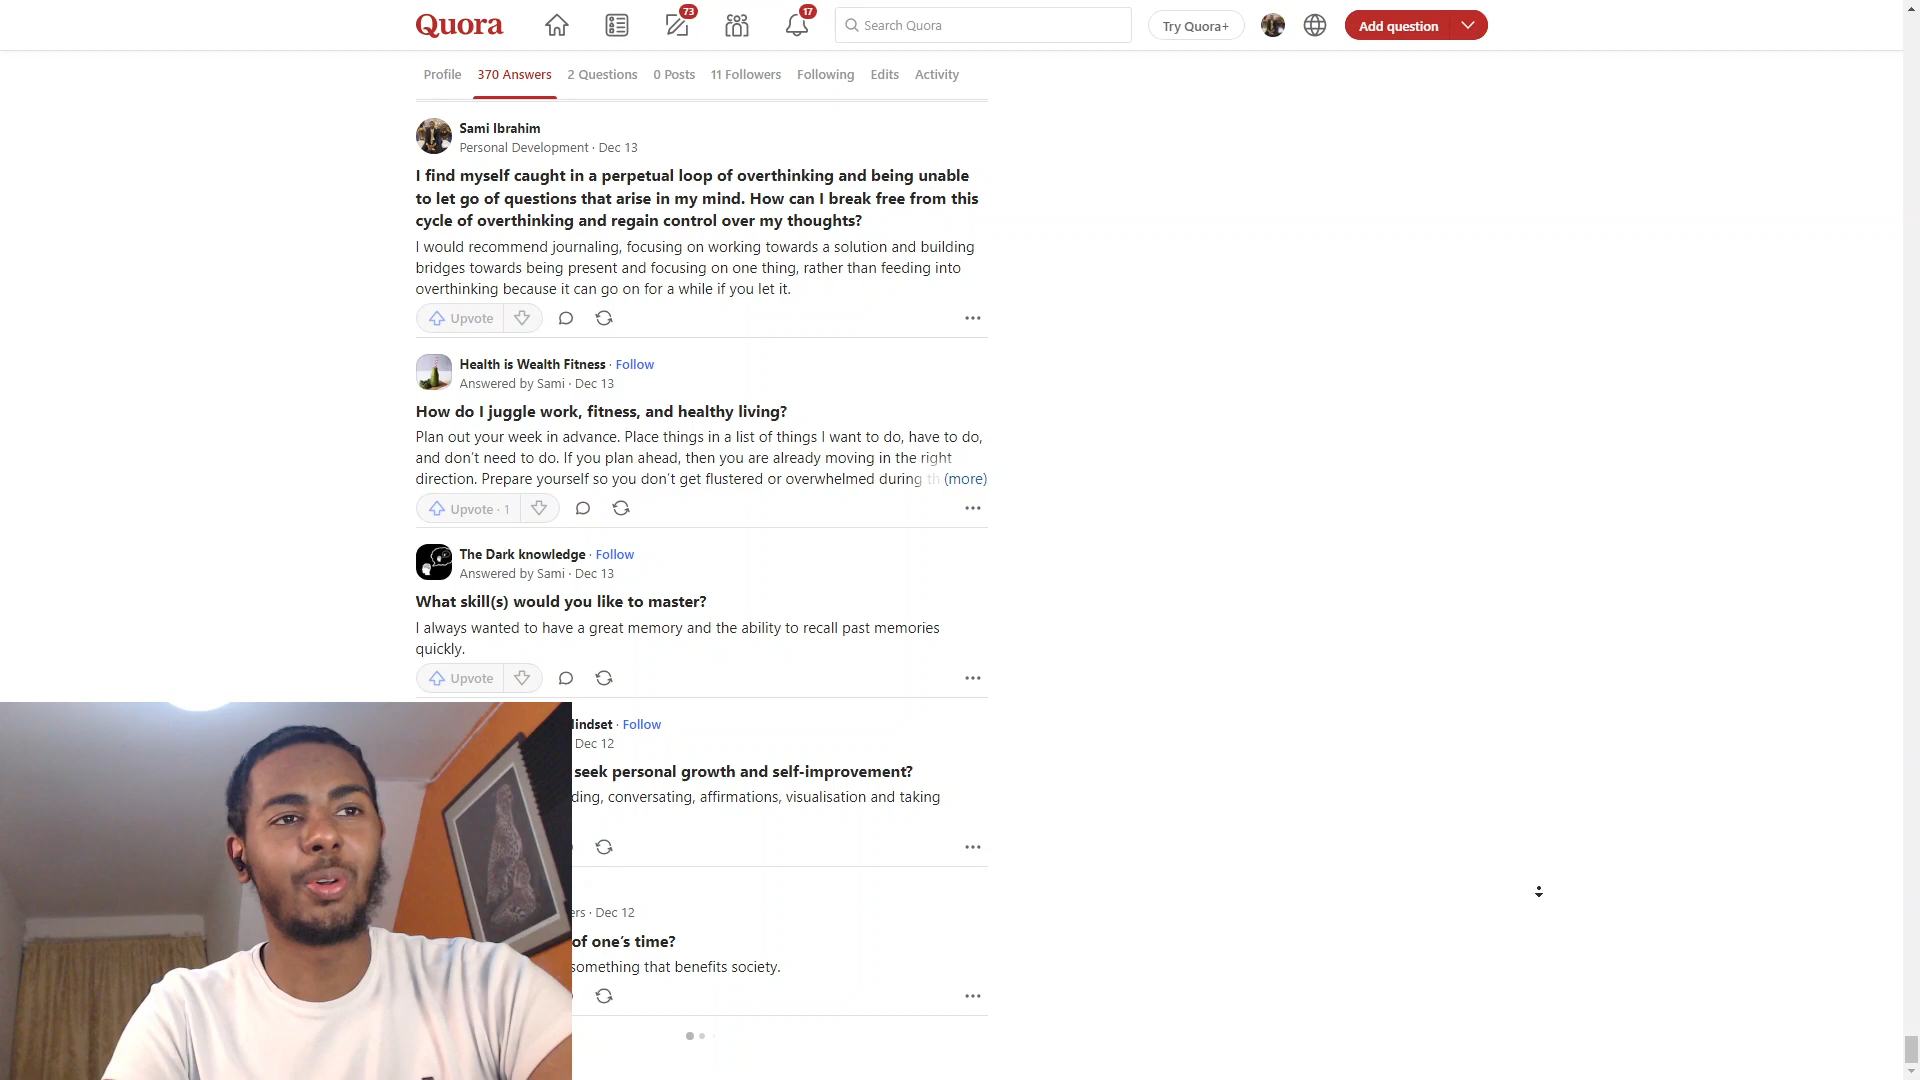 Quora
73
17
Search Quora
Try Quora+
Add question
Profile 370 Answers 2 Questions 0 Posts 11 Followers Following Edits Activity
Sami Ibrahim
Personal Development · Dec 13
I find myself caught in a perpetual loop of overthinking and being unable
to let go of questions that arise in my mind. How can I break free from this
cycle of overthinking and regain control over my thoughts?
I would recommend journaling, focusing on working towards a solution and building
bridges towards being present and focusing on one thing, rather than feeding into
overthinking because it can go on for a while if you let it.
Upvote
Health is Wealth Fitness · Follow
Answered by Sami · Dec 13
How do I juggle work, fitness, and healthy living?
Plan out your week in advance. Place things in a list of things I want to do, have to do,
and don't need to do. If you plan ahead, then you are already moving in the right
direction. Prepare yourself so you don't get flustered or overwhelmed during th (more)
Upvote · 1
The Dark knowledge · Follow
Answered by Sami · Dec 13
What skill(s) would you like to master?
I always wanted to have a great memory and the ability to recall past memories
quickly.
Upvote
indset · Follow
Dec 12
seek personal growth and self-improvement?
ding, conversating, affirmations, visualisation and taking
ers · Dec 12
of one's time?
something that benefits society.